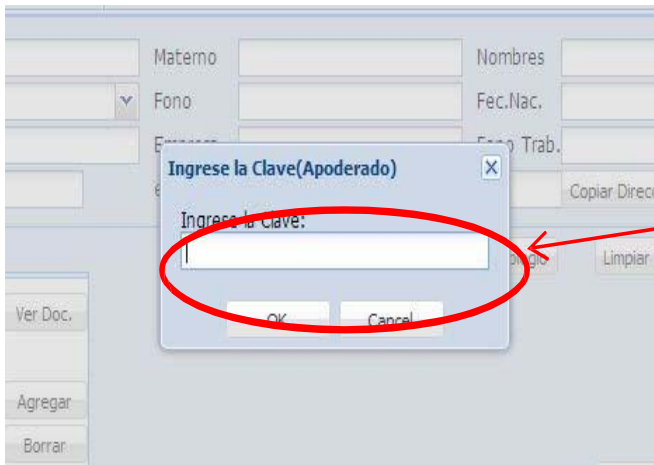 Materno Nombres
Fono Fec.Nac.
Trab.
Ingrese la Clave(Apoderado)
Copiar Direc
Ingrese la Clave:
Limpiar
Ver Doc.
OK Cancel
Agregar
Borrar